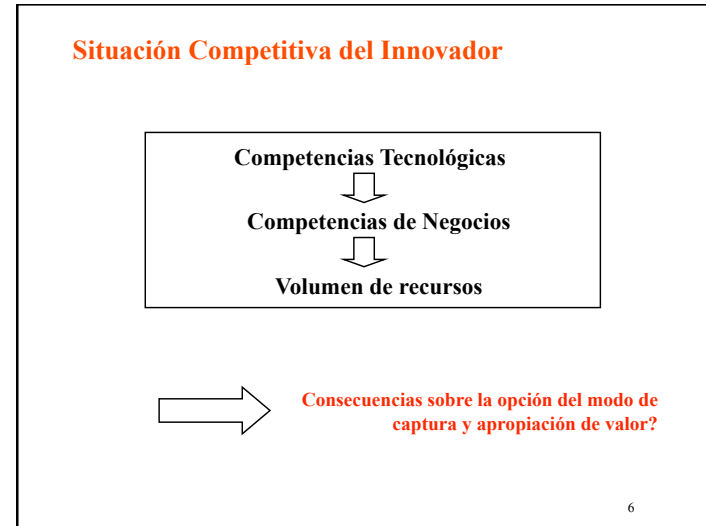 Situación Competitiva del Innovador
Competencias Tecnológicas
Competencias de Negocios
Volumen de recursos
Consecuencias sobre la opción del modo de
captura y apropiación de valor?
6